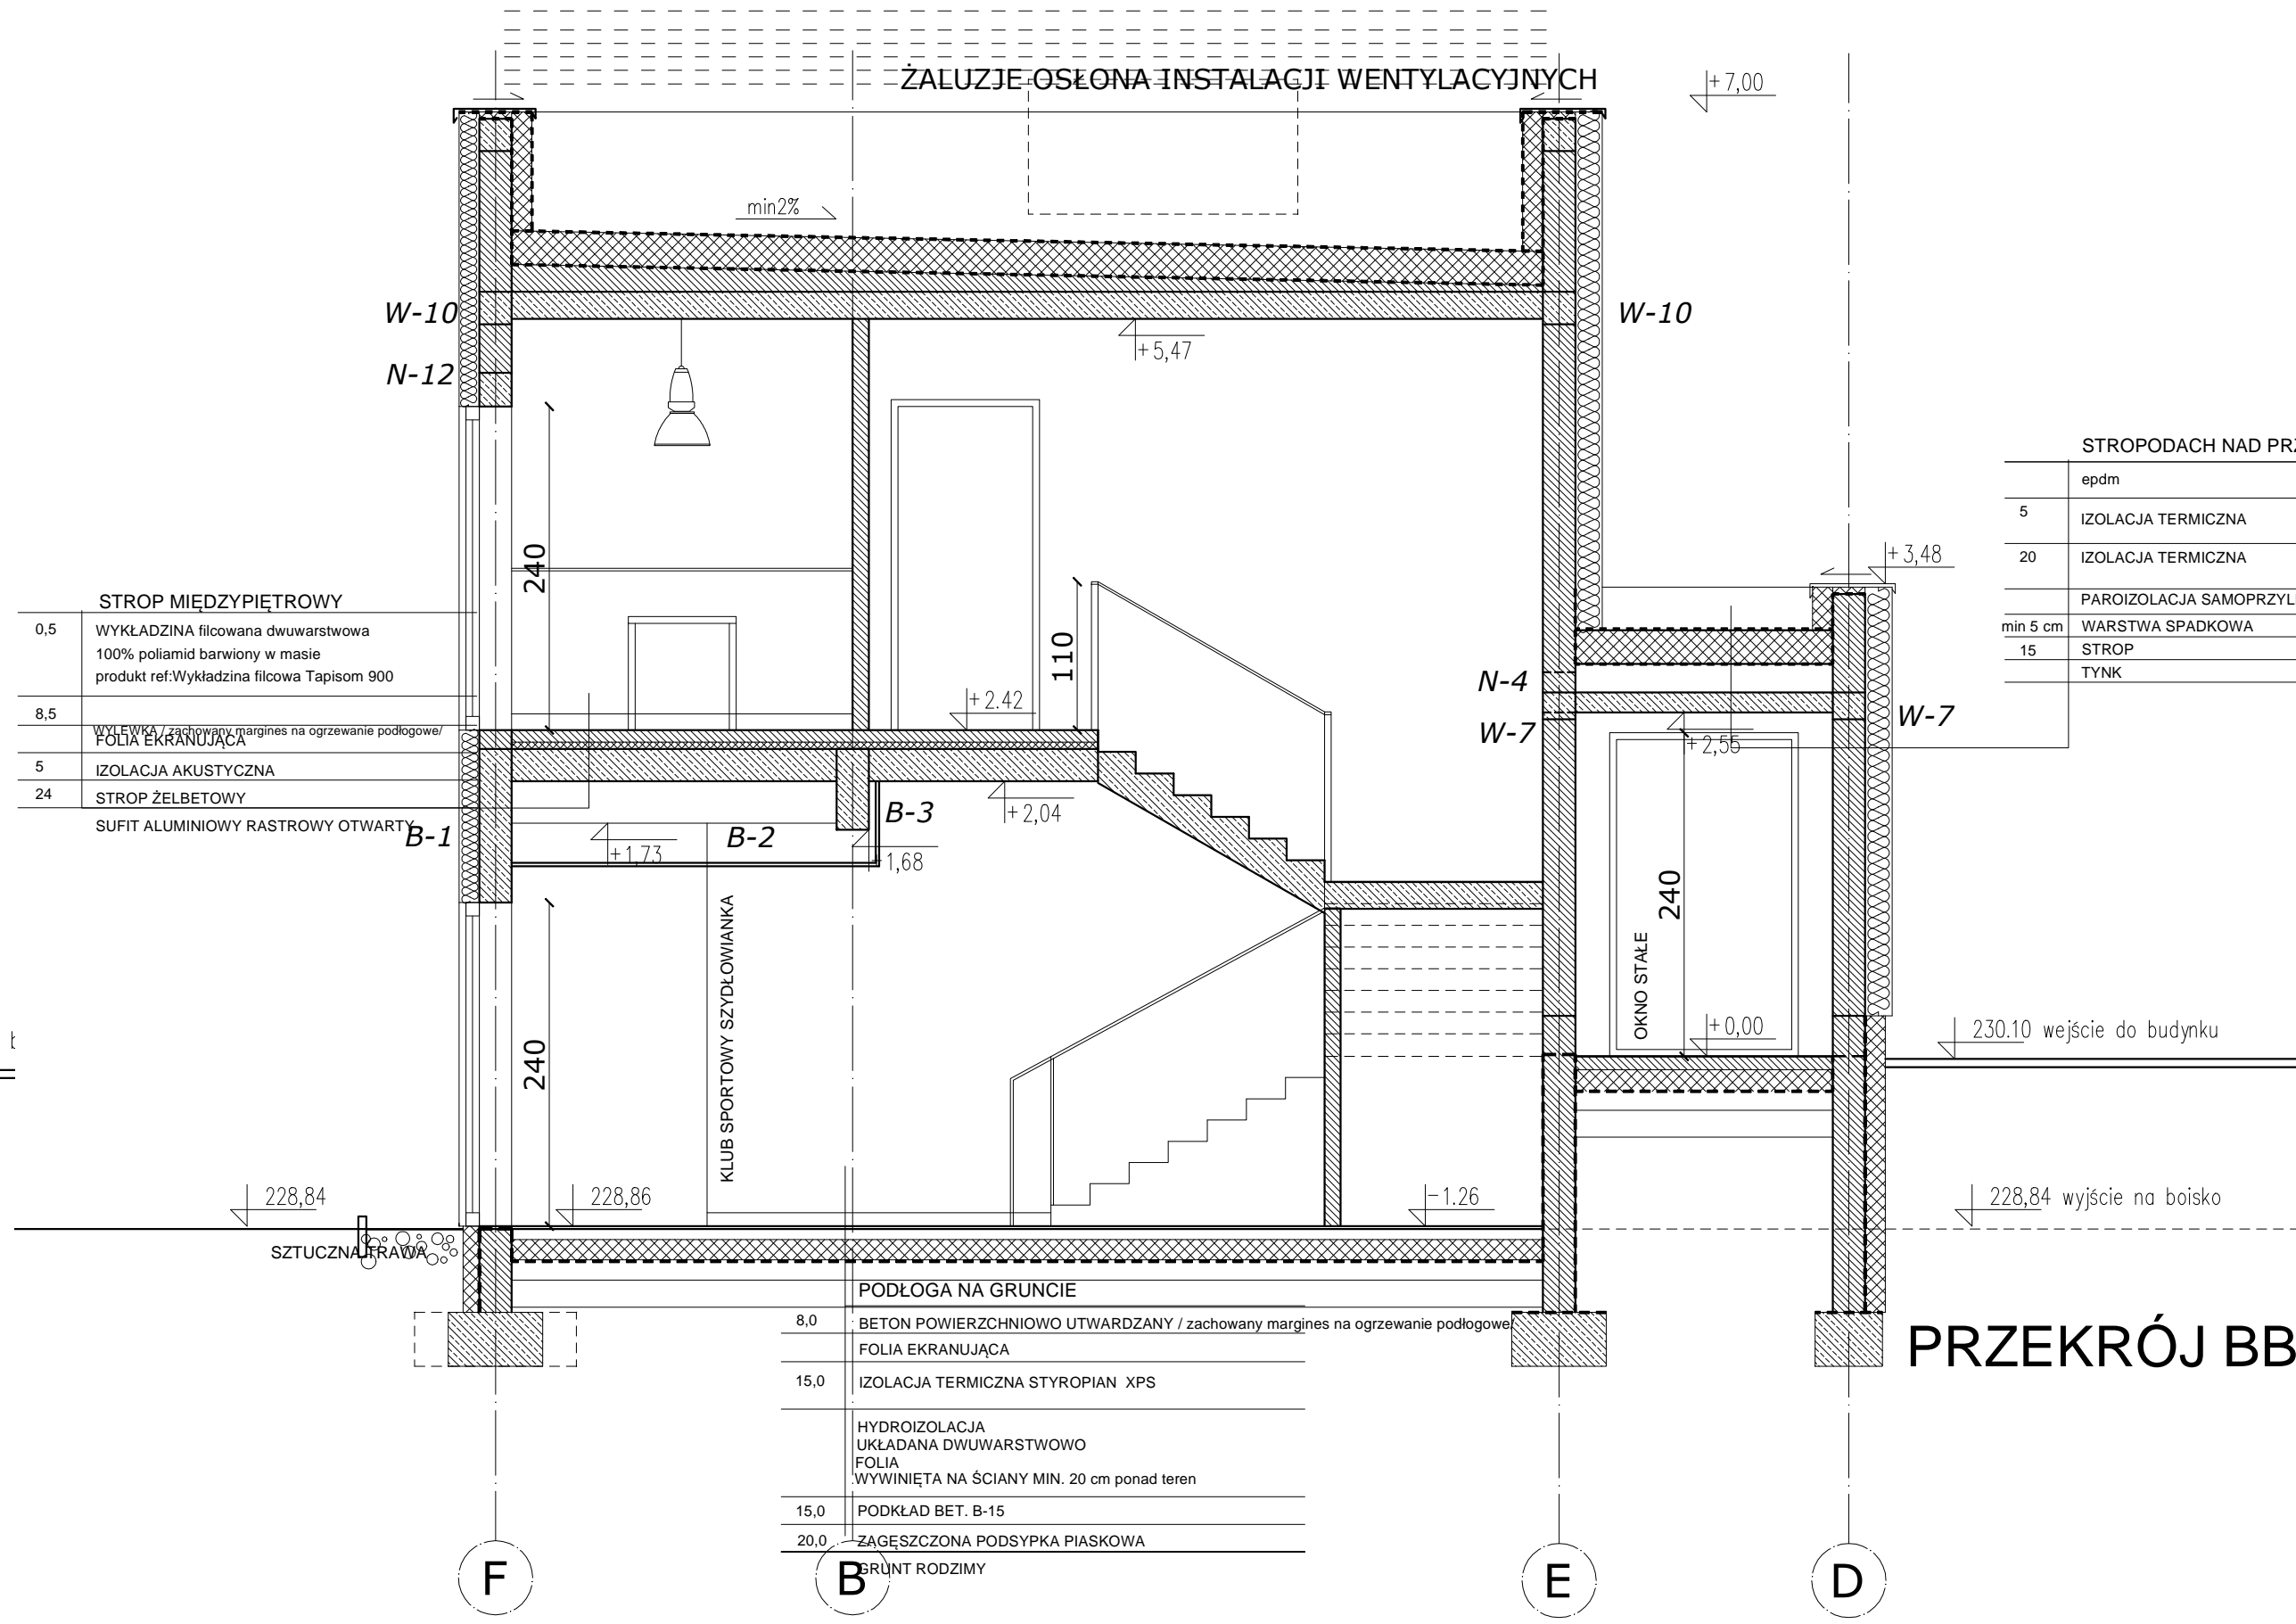 ŻALUZJE OSŁONA INSTALACJI WENTYLACYJNYCH
+7,00
min2%
W-10
W-10
N-12
+5,47
240
STROPODACH NAD PRZ
epdm
5 IZOLACJA TERMICZNA
20 IZOLACJA TERMICZNA
PAROIZOLACJA SAMOPRZYL
min 5 cm WARSTWA SPADKOWA
15 STROP
TYNK
+3,48
STROP MIĘDZYPIĘTROWY
0,5 WYKŁADZINA filcowana dwuwarstwowa
100% poliamid barwiony w masie
produkt ref:Wykładzina filcowa Tapisom 900
8,5 WYLEWKA / zachowany margines na ogrzewanie podłogowe/
FOLIA EKRANUJĄCA
5 IZOLACJA AKUSTYCZNA
24 STROP ŻELBETOWY
SUFIT ALUMINIOWY RASTROWY OTWARTY
110
+2.42
N-4
W-7
W-7
+2,55
+2,04
B-1
B-2
B-3
+1,73
1,68
KLUB SPORTOWY SZYDŁOWIANKA
240
OKNO STAŁE
240
+0,00
230.10 wejście do budynku
228,84
228,86
-1.26
228,84 wyjście na boisko
SZTUCZNA TRAWA
PODŁOGA NA GRUNCIE
8,0 BETON POWIERZCHNIOWO UTWARDZANY / zachowany margines na ogrzewanie podłogowe/
FOLIA EKRANUJĄCA
15,0 IZOLACJA TERMICZNA STYROPIAN XPS
HYDROIZOLACJA
UKŁADANA DWUWARSTWOWO
FOLIA
WYWINIĘTA NA ŚCIANY MIN. 20 cm ponad teren
15,0 PODKŁAD BET. B-15
20,0 ZAGĘSZCZONA PODSYPKA PIASKOWA
GRUNT RODZIMY
PRZEKRÓJ BB
F
B
E
D